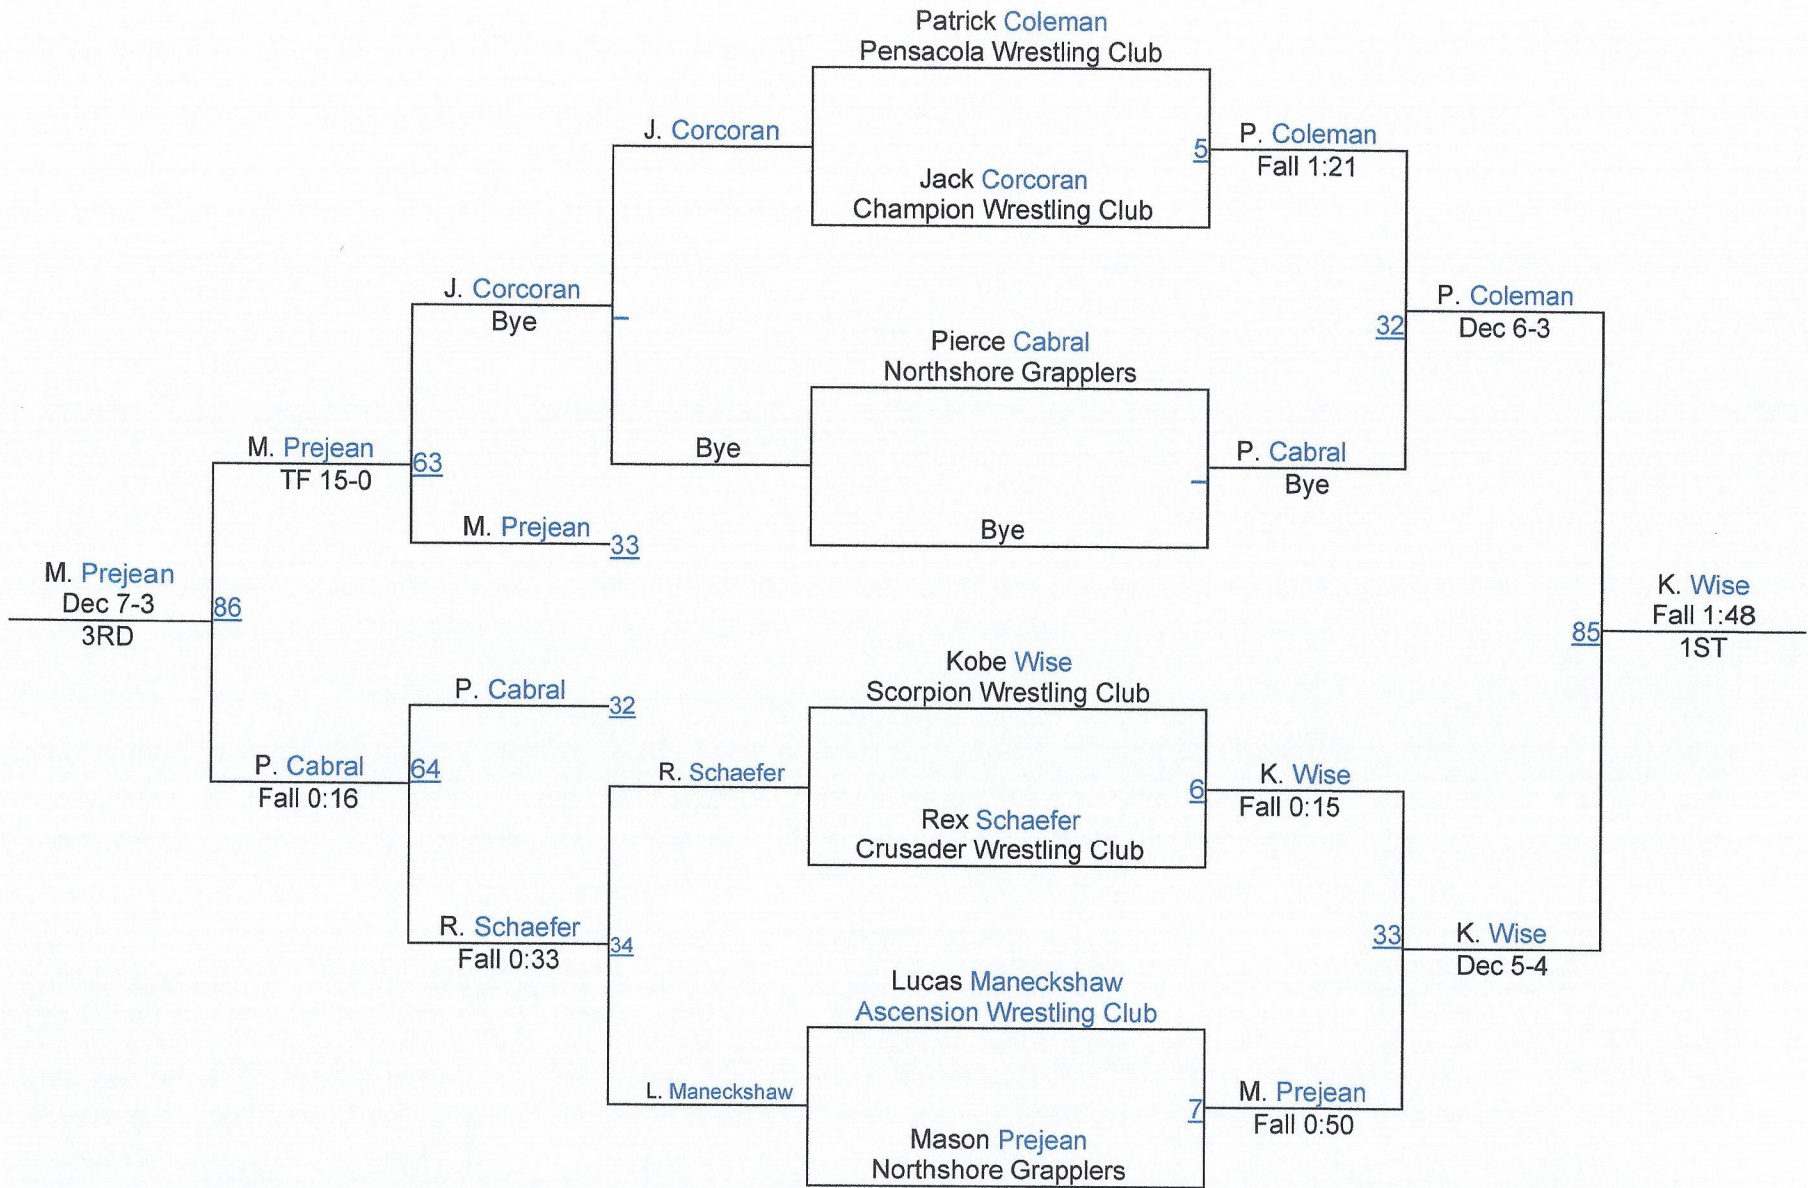 Patrick Coleman
Pensacola Wrestling Club
J. Corcoran
5
P. Coleman
Fall 1:21
Jack Corcoran
Champion Wrestling Club
J. Corcoran
Bye
P. Coleman
32
Dec 6-3
Pierce Cabral
Northshore Grapplers
M. Prejean
TF 15-0
63
Bye
P. Cabral
Bye
M. Prejean
33
Bye
M. Prejean
Dec 7-3
3RD
86
K. Wise
Fall 1:48
1ST
85
Kobe Wise
Scorpion Wrestling Club
P. Cabral
32
P. Cabral
Fall 0:16
64
R. Schaefer
6
K. Wise
Fall 0:15
Rex Schaefer
Crusader Wrestling Club
R. Schaefer
Fall 0:33
34
33
K. Wise
Dec 5-4
Lucas Maneckshaw
Ascension Wrestling Club
L. Maneckshaw
7
M. Prejean
Fall 0:50
Mason Prejean
Northshore Grapplers